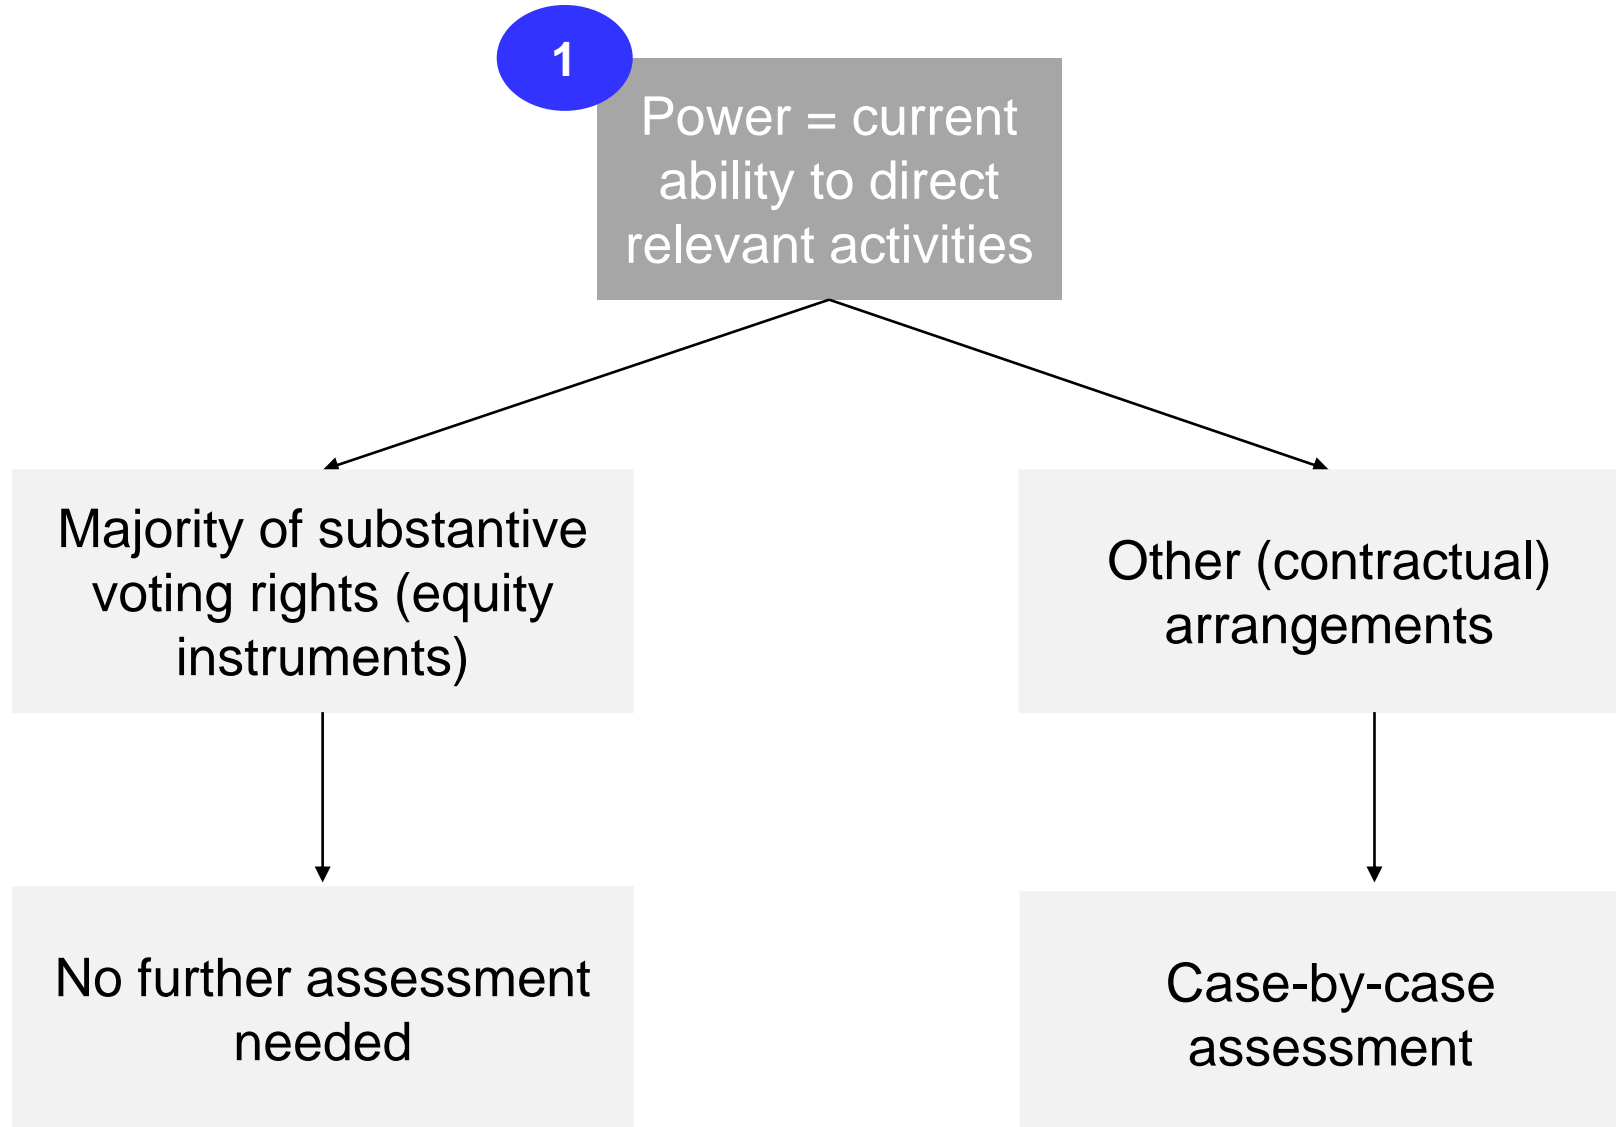 1
Power = current
ability to direct
relevant activities
Majority of substantive
voting rights (equity
instruments)
Other (contractual)
arrangements
No further assessment
needed
Case-by-case
assessment